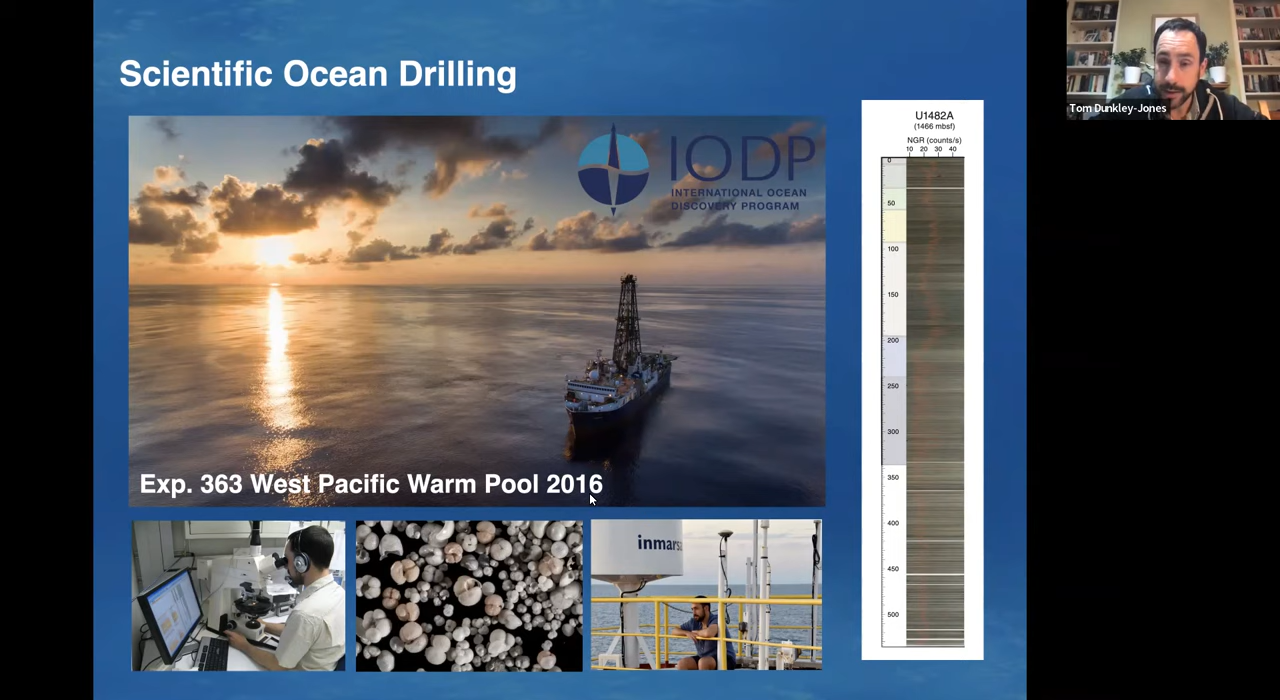 Scientific Ocean Drilling
IODP
INTERNATIONAL OCEAN
DISCOVERY PROGRAM
Exp. 363 West Pacific Warm Pool 2016
inmarsa
U1482A
(1466 mbsf)
NGR (counts/s)
10 20 30 40
0
50
100
150
200
250
300
350
400
450
500
Tom Dunkley-Jones